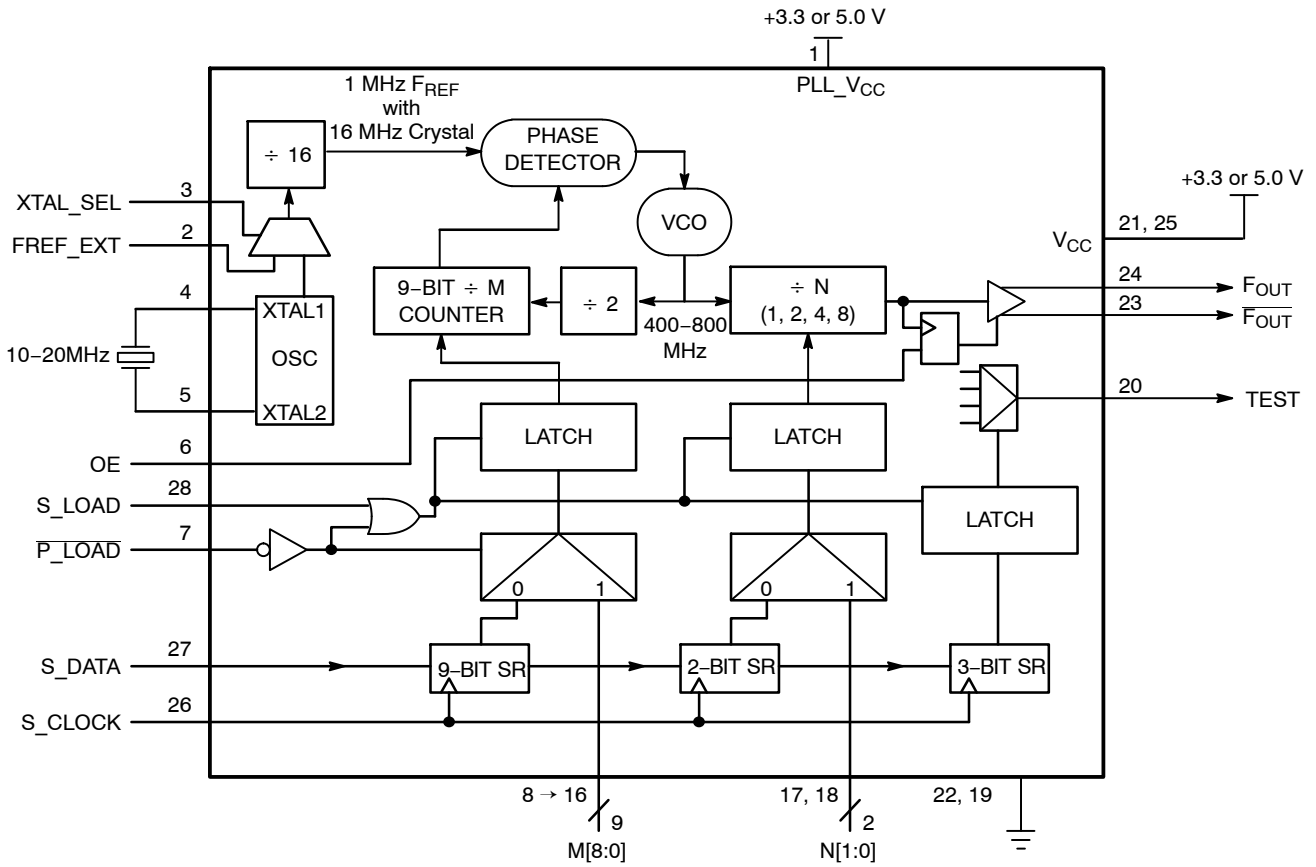 +3.3 or 5.0 V
1
PLL_VCC
1 MHz FREF
with
16 MHz Crystal
÷ 16
PHASE
DETECTOR
+3.3 or 5.0 V
XTAL_SEL
3
FREF_EXT
2
VCO
21, 25
VCC
4
XTAL1
9−BIT ÷ M
COUNTER
÷ 2
÷ N
(1, 2, 4, 8)
24
FOUT
23
FOUT
400−800
MHz
10−20MHz
OSC
5
XTAL2
20
TEST
OE
6
LATCH
LATCH
S_LOAD
28
LATCH
P_LOAD
7
0
1
0
1
S_DATA
27
9−BIT SR
2−BIT SR
3−BIT SR
S_CLOCK
26
8 → 16
9
M[8:0]
17, 18
2
N[1:0]
22, 19